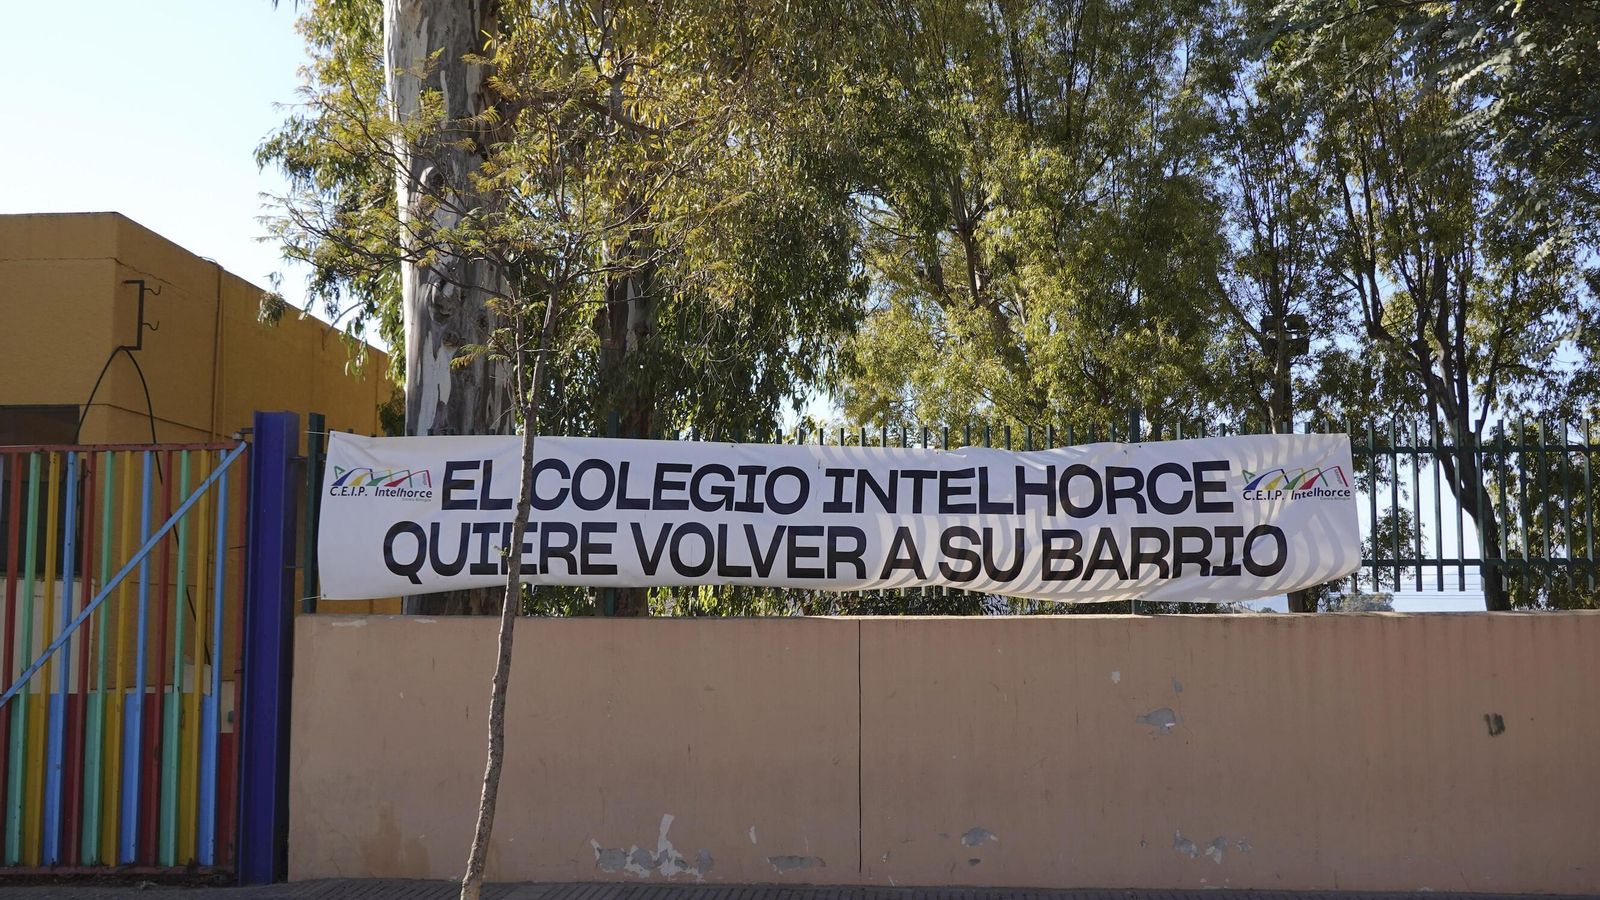 EL COLEGIO INTELHORCE
QUIERE VOLVER A SU BARRIO
C.E.I.P. Intelhorce
C.E.I.P. Intelhorce